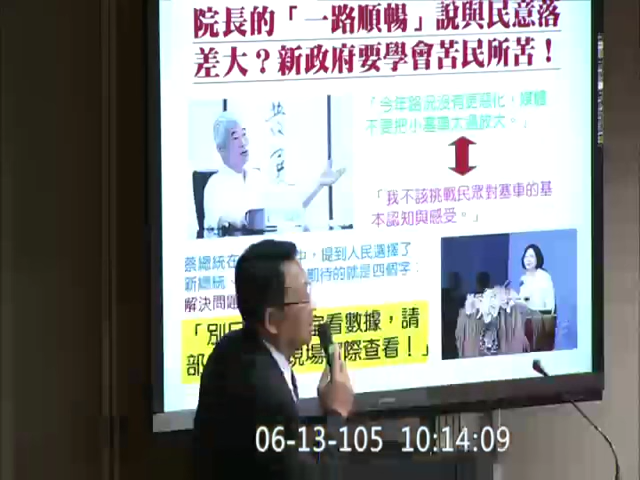 院長的「一路順暢」說與民意落
差大？新政府要學會苦民所苦！
「今年路況沒有更惡化，媒體
不要把小塞車太過放大。」
「我不該挑戰民眾對塞車的基
本認知與感受。」
蔡總統在 中，提到人民選擇了
新總統、 期待的就是四個字：
解決問題
「別只 看數據，請
部 現場實際查看！」
06-13-105 10:14:09